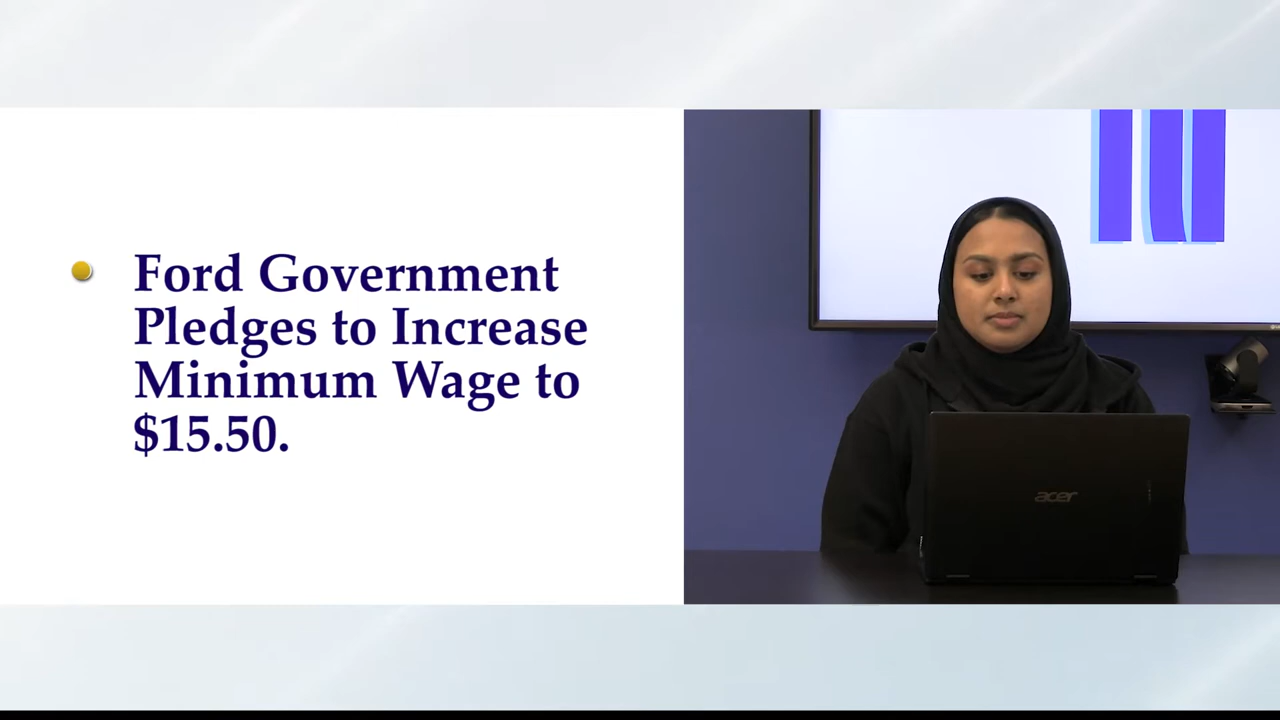 Ford Government
Pledges to Increase
Minimum Wage to
$15.50.
acer